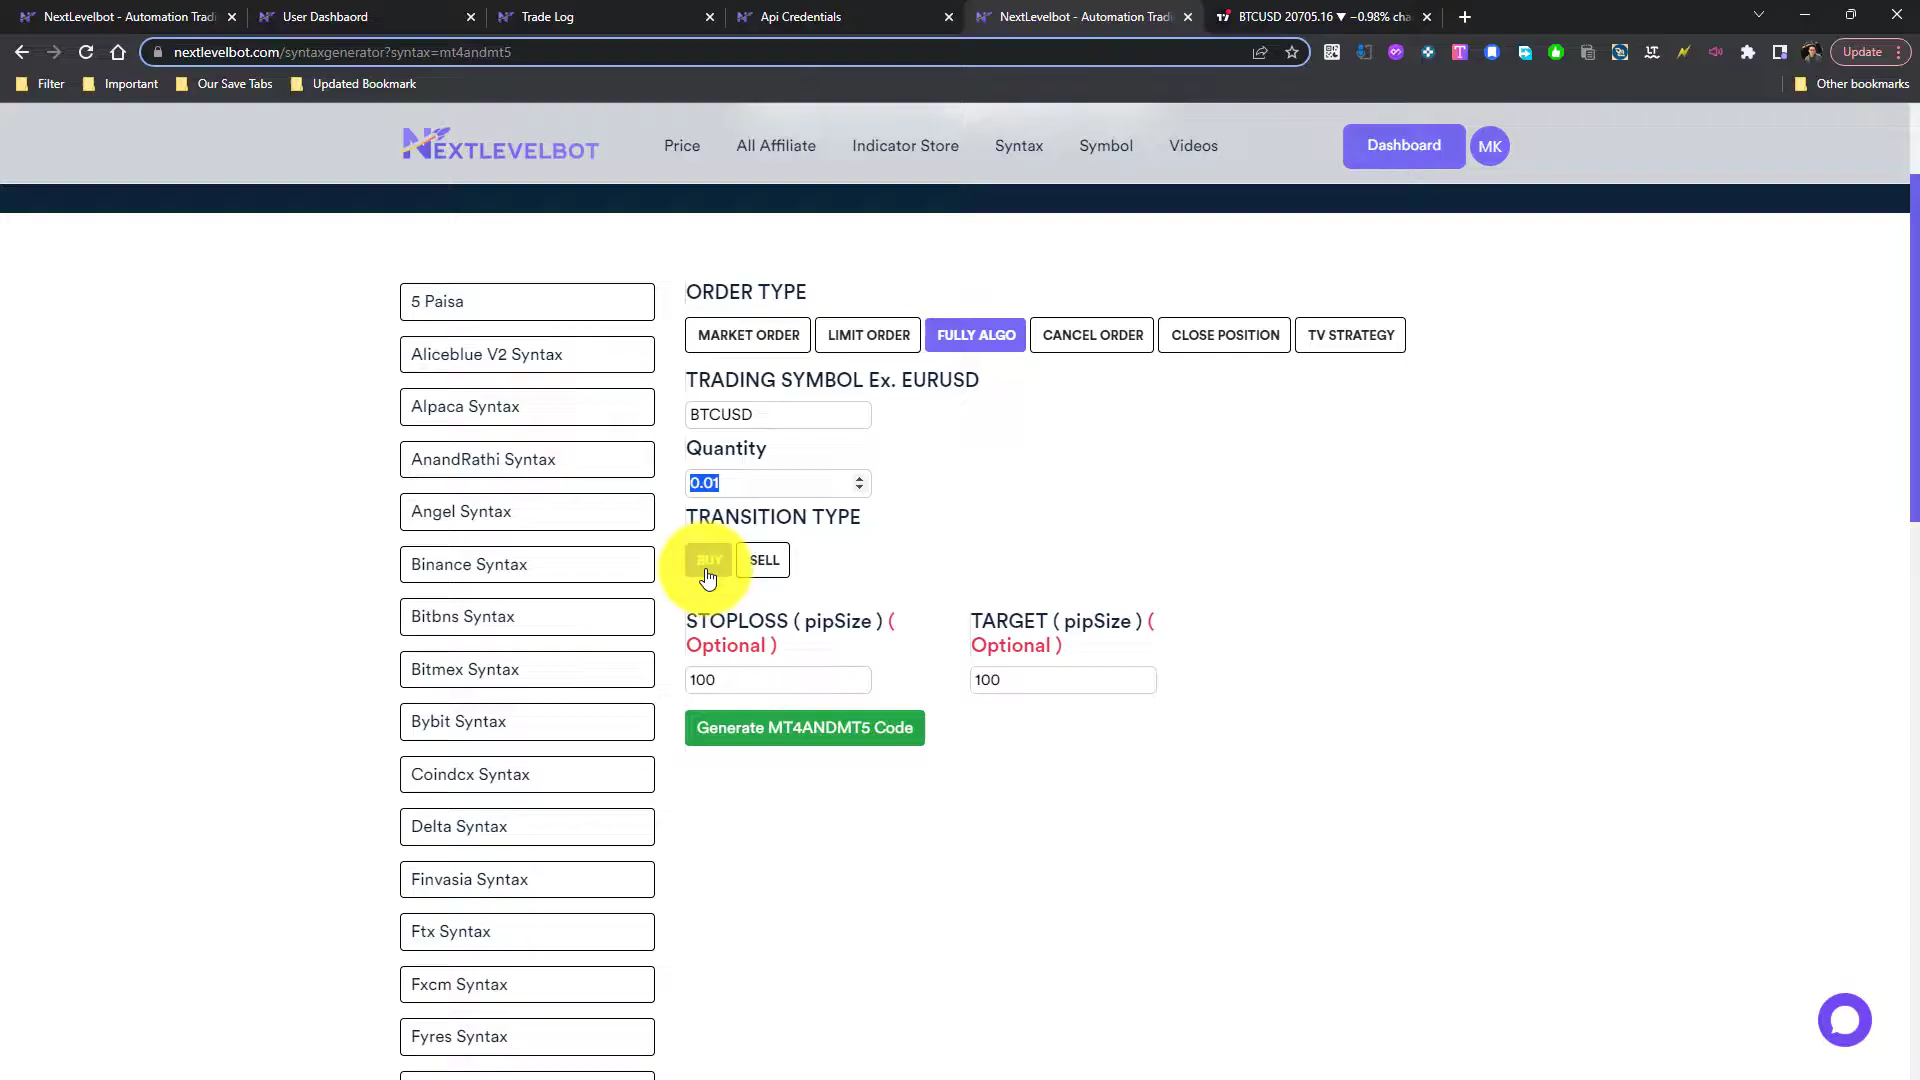 NextLevelbot - Automation Tradi
User Dashbaord
Trade Log
Api Credentials
NextLevelbot - Automation Tradi
BTCUSD 20705.16 ▼ −0.98% cha
nextlevelbot.com/syntaxgenerator?syntax=mt4andmt5
Update
Filter
Important
Our Save Tabs
Updated Bookmark
Other bookmarks
NEXTLEVELBOT
Price
All Affiliate
Indicator Store
Syntax
Symbol
Videos
Dashboard
MK
5 Paisa
Aliceblue V2 Syntax
Alpaca Syntax
AnandRathi Syntax
Angel Syntax
Binance Syntax
Bitbns Syntax
Bitmex Syntax
Bybit Syntax
Coindcx Syntax
Delta Syntax
Finvasia Syntax
Ftx Syntax
Fxcm Syntax
Fyres Syntax
ORDER TYPE
MARKET ORDER
LIMIT ORDER
FULLY ALGO
CANCEL ORDER
CLOSE POSITION
TV STRATEGY
TRADING SYMBOL Ex. EURUSD
BTCUSD
Quantity
0.01
TRANSITION TYPE
BUY
SELL
STOPLOSS ( pipSize ) (
Optional )
100
TARGET ( pipSize ) (
Optional )
100
Generate MT4ANDMT5 Code